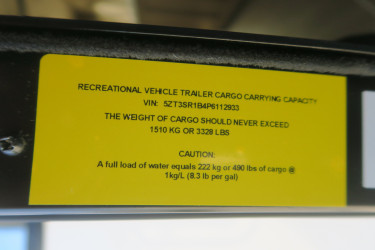 RECREATIONAL VEHICLE TRAILER CARGO CARRYING CAPACITY
VIN: 5ZT3SR1B4P6112933
THE WEIGHT OF CARGO SHOULD NEVER EXCEED
1510 KG OR 3328 LBS
CAUTION:
A full load of water equals 222 kg or 490 lbs of cargo @
1kg/L (8.3 lb per gal)